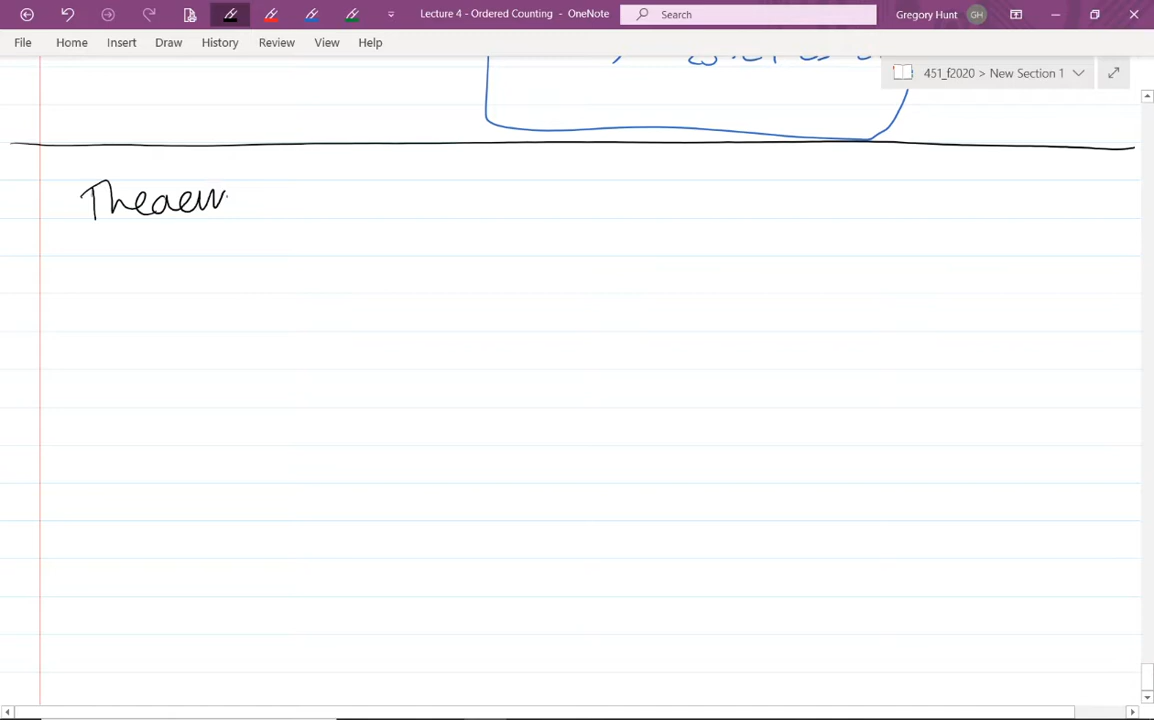 Lecture 4 - Ordered Counting - OneNote
Search
Gregory Hunt
GH
File Home Insert Draw History Review View Help
451_f2020 > New Section 1
Theorem